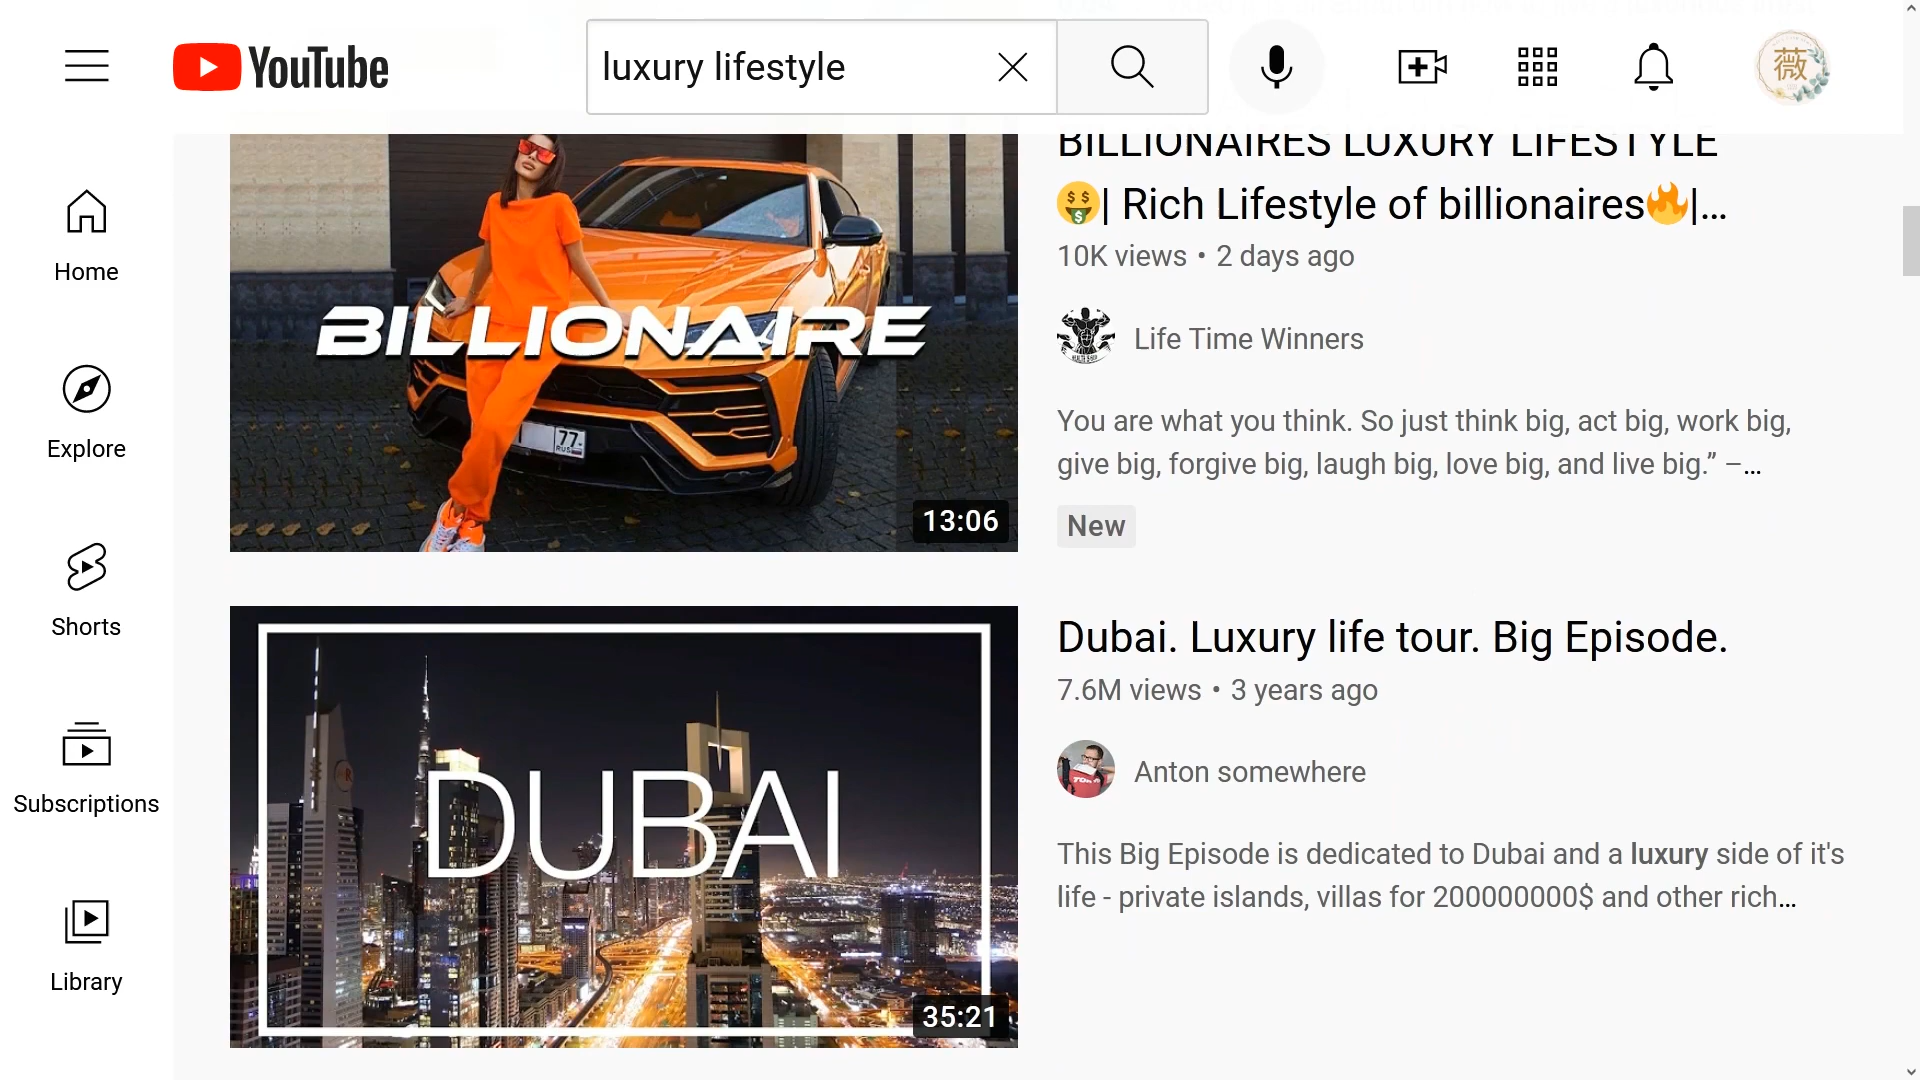 YouTube
luxury lifestyle
薇
Home
Explore
Shorts
Subscriptions
Library
BILLIONAIRE
77
RUS
13:06
BILLIONAIRES LUXURY LIFESTYLE
🤑| Rich Lifestyle of billionaires🔥|...
10K views • 2 days ago
Life Time Winners
You are what you think. So just think big, act big, work big,
give big, forgive big, laugh big, love big, and live big.” –...
New
DUBAI
35:21
Dubai. Luxury life tour. Big Episode.
7.6M views • 3 years ago
Anton somewhere
This Big Episode is dedicated to Dubai and a luxury side of it's
life - private islands, villas for 200000000$ and other rich...